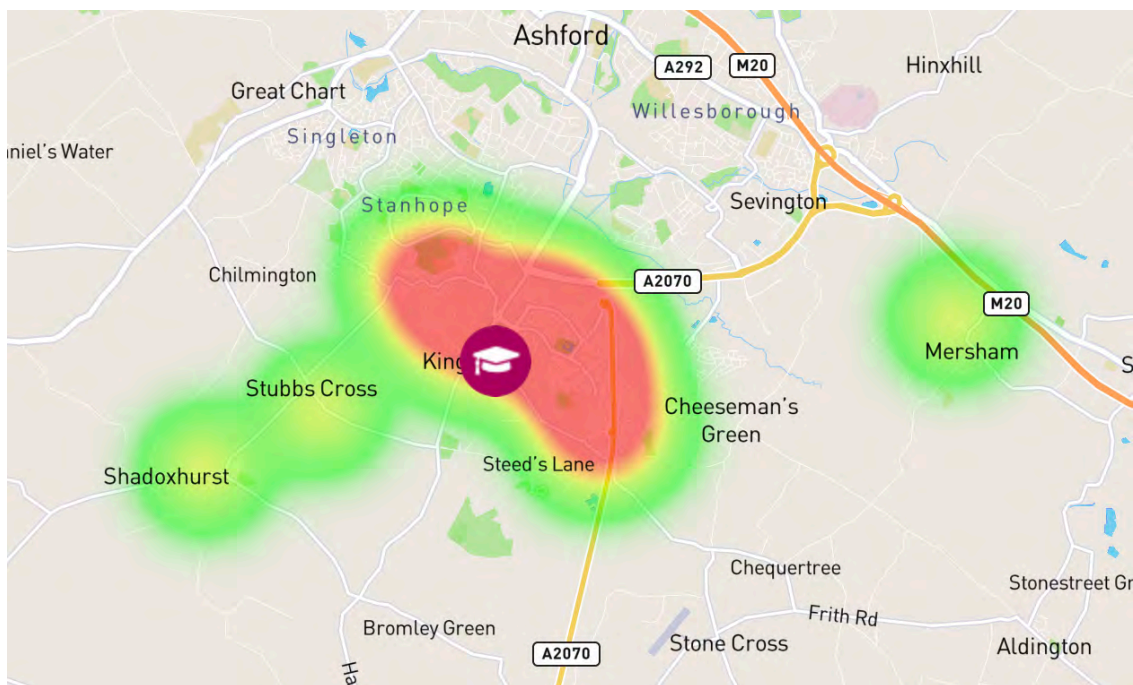 Ashford
A292
M20
Hinxhill
Great Chart
Willesborough
Singleton
aniel's Water
Sevington
Stanhope
Chilmington
A2070
M20
King
Mersham
S
Stubbs Cross
Cheeseman's
Green
Steed's Lane
Shadoxhurst
Chequertree
Stonestreet Gr
Frith Rd
Bromley Green
Stone Cross
Aldington
A2070
Ha